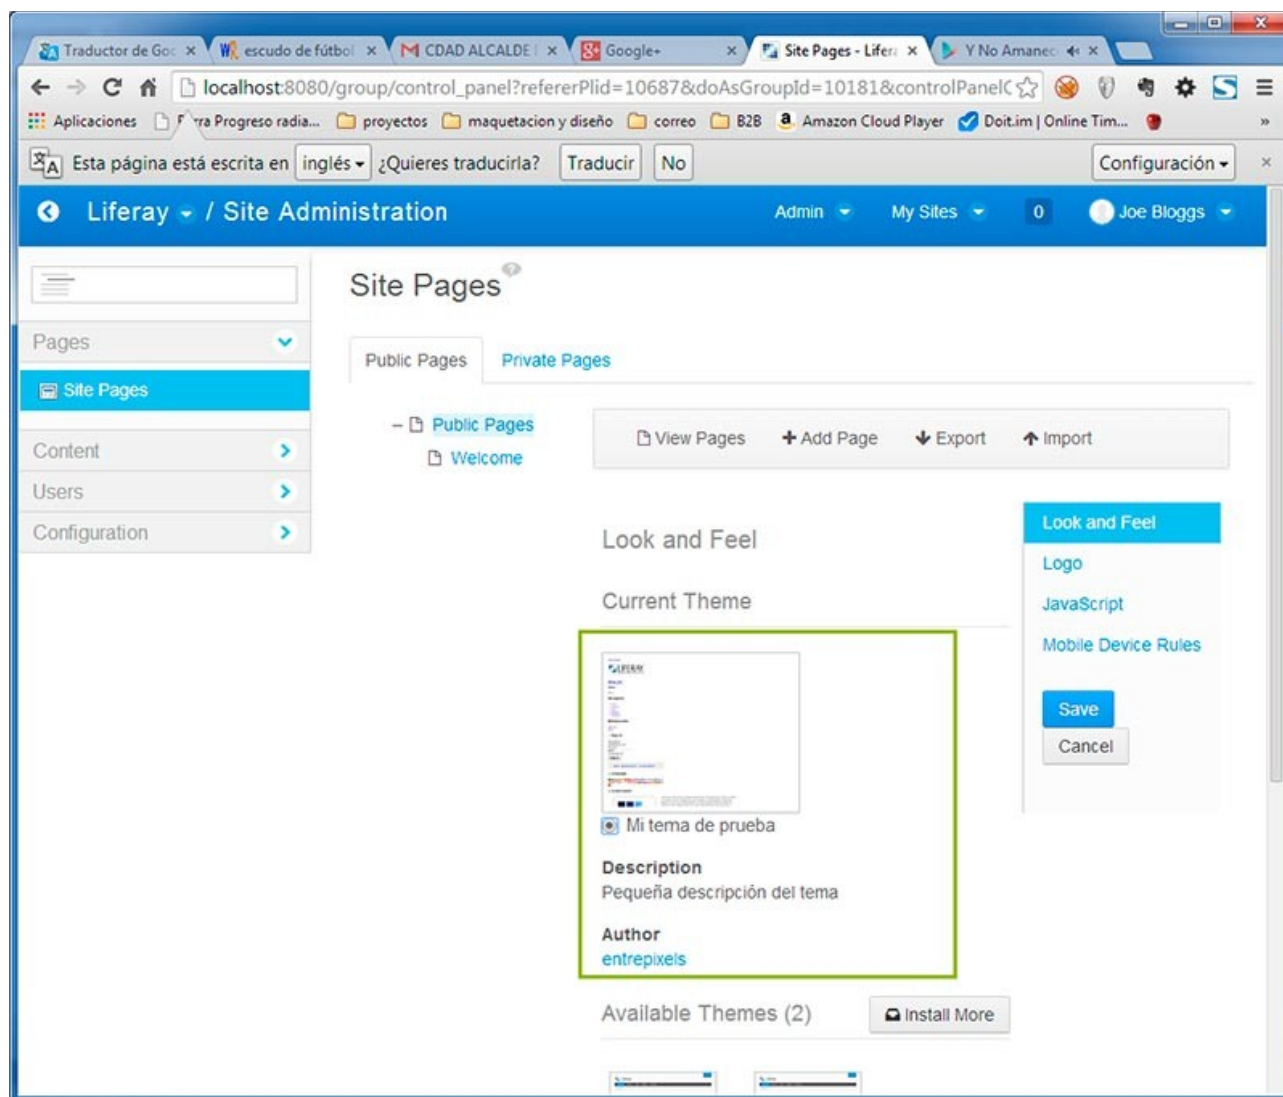 Traductor de Goo
escudo de fútbol
CDAD ALCALDE
Google+
Site Pages - Lifera
Y No Amanec
localhost:8080/group/control_panel?refererPlid=10687&doAsGroupId=10181&controlPanelC
Aplicaciones
Progreso radia...
proyectos
maquetacion y diseño
correo
B2B
Amazon Cloud Player
Doit.im | Online Tim...
»
Esta página está escrita en inglés ¿Quieres traducirla? Traducir No Configuración
Liferay / Site Administration
Admin My Sites 0 Joe Bloggs
Site Pages
Pages
Site Pages
Content
Users
Configuration
Public Pages Private Pages
Public Pages
Welcome
View Pages Add Page Export Import
Look and Feel
Current Theme
LIFERAY
Mi tema de prueba
Description
Pequeña descripción del tema
Author
entrepixels
Available Themes (2) Install More
Look and Feel
Logo
JavaScript
Mobile Device Rules
Save
Cancel